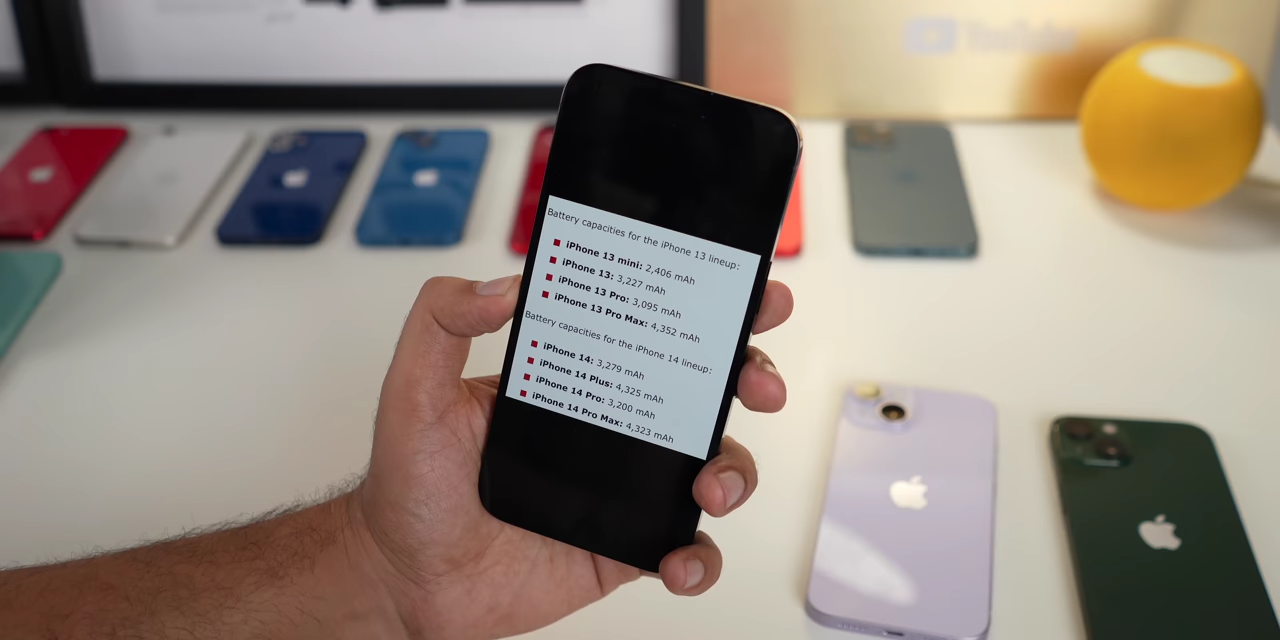 YouTube
Battery capacities for the iPhone 13 lineup:
iPhone 13 mini: 2,406 mAh
iPhone 13: 3,227 mAh
iPhone 13 Pro: 3,095 mAh
iPhone 13 Pro Max: 4,352 mAh
Battery capacities for the iPhone 14 lineup:
iPhone 14: 3,279 mAh
iPhone 14 Plus: 4,325 mAh
iPhone 14 Pro: 3,200 mAh
iPhone 14 Pro Max: 4,323 mAh